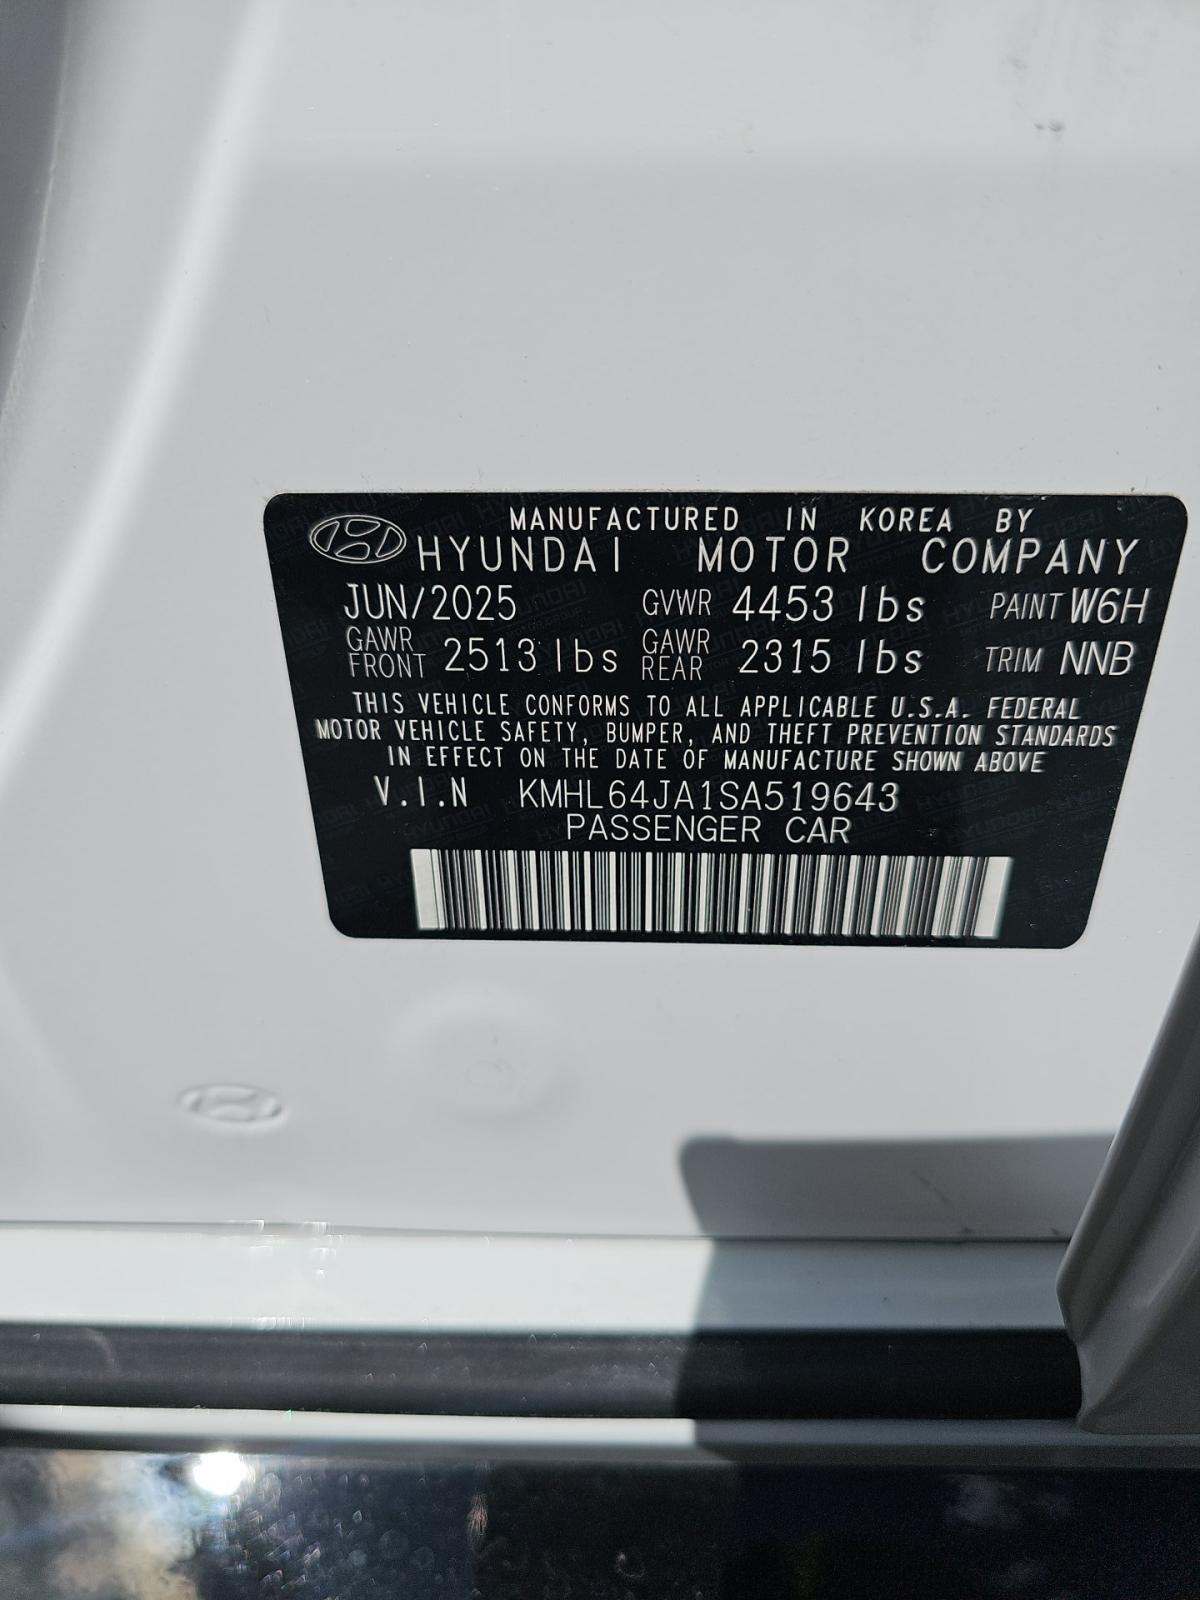 MANUFACTURED IN KOREA BY
HYUNDAI MOTOR COMPANY
JUN/2025 GVWR 4453 lbs PAINT W6H
GAWR FRONT 2513 lbs GAWR REAR 2315 lbs TRIM NNB
THIS VEHICLE CONFORMS TO ALL APPLICABLE U.S.A. FEDERAL
MOTOR VEHICLE SAFETY, BUMPER, AND THEFT PREVENTION STANDARDS
IN EFFECT ON THE DATE OF MANUFACTURE SHOWN ABOVE
V.I.N KMHL64JA1SA519643
PASSENGER CAR